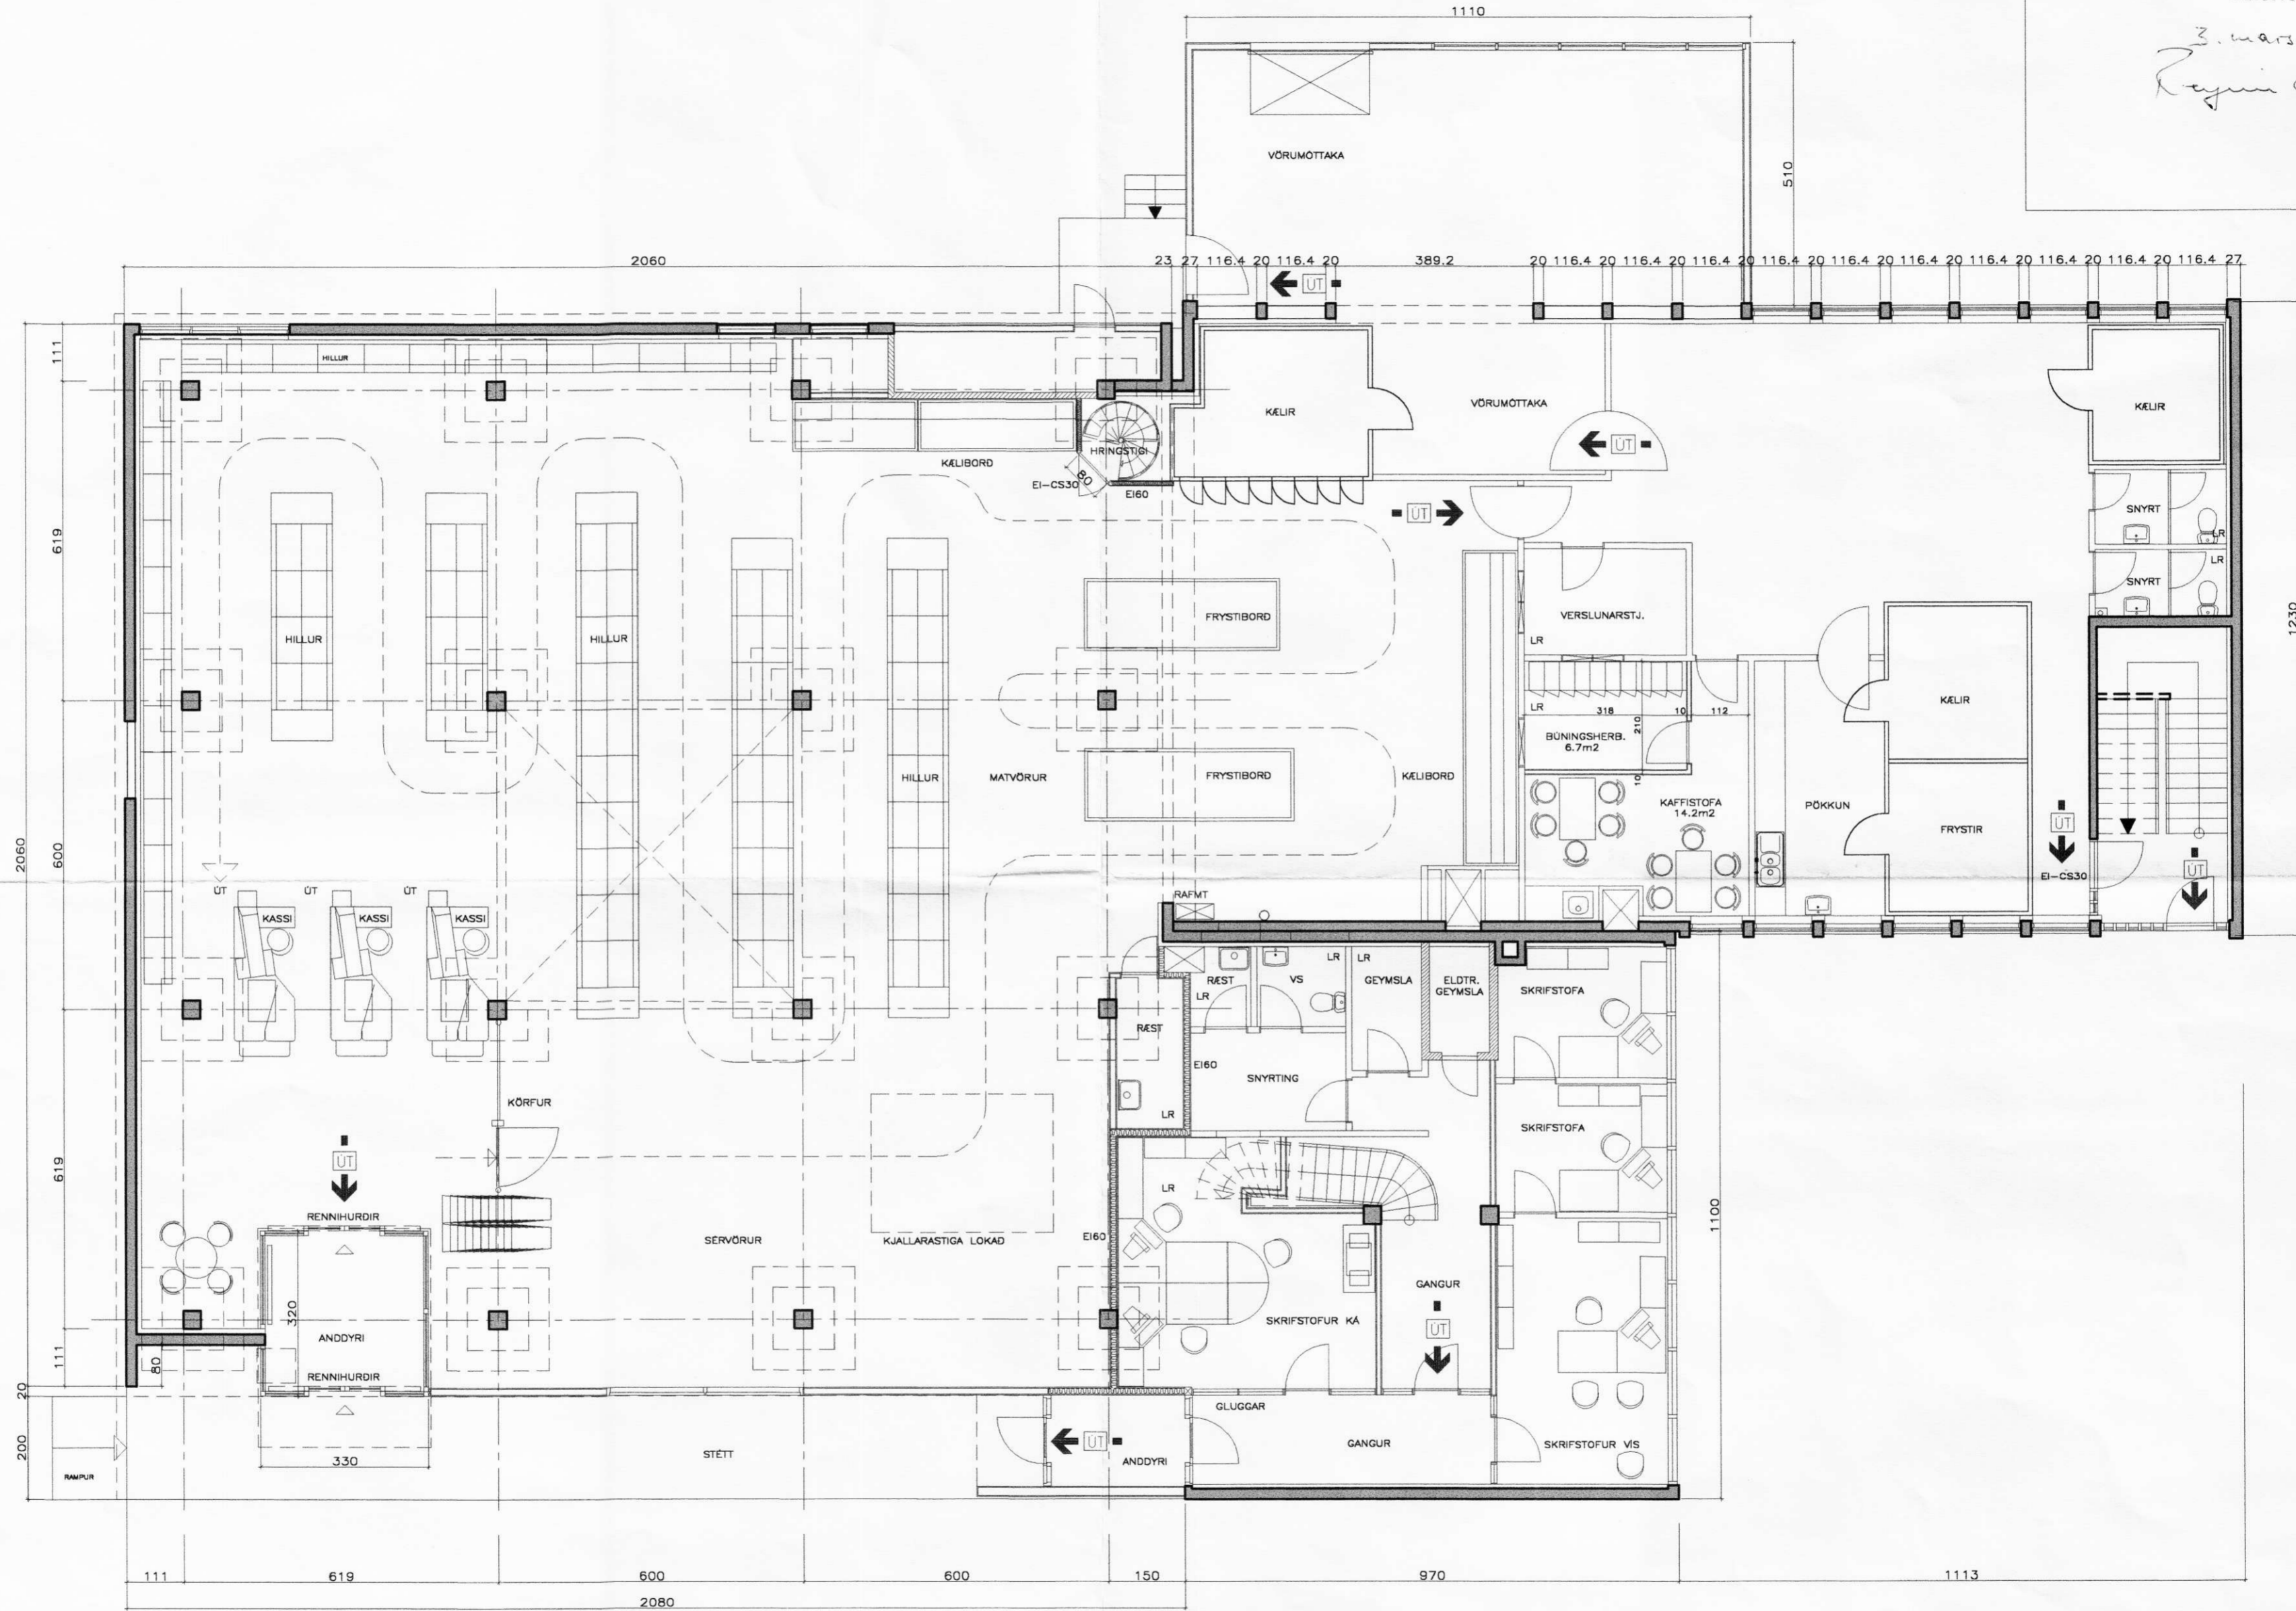 1110
3. mars
VÖRUMÓTTAKA
510
2060
23 27 116.4 20 116.4 20
389.2
20 116.4 20 116.4 20 116.4 20 116.4 20 116.4 20 116.4 20 116.4 20 116.4 20 116.4 20 116.4 27
ÚT
111
HILLUR
KÆLIR
VÖRUMÓTTAKA
KÆLIR
HRINGSTIGI
ÚT
KÆLIBORÐ
80
EI-CS30
EI60
ÚT
SNYRT
LR
619
LR
SNYRT
HILLUR
HILLUR
FRYSTIBORÐ
VERSLUNARSTJ.
LR
1230
KÆLIR
LR
318
10
112
210
BÚNINGSHERB.
6.7m2
HILLUR
MATVÖRUR
FRYSTIBORÐ
KÆLIBORÐ
10
KAFFISTOFA
14.2m2
PÖKKUN
FRYSTIR
ÚT
2060
600
EI-CS30
ÚT
ÚT
ÚT
ÚT
RAFMT
KASSI
KASSI
KASSI
RÆST
LR
VS
LR
LR
GEYMSLA
ELDTR.
GEYMSLA
SKRIFSTOFA
RÆST
EI60
SNYRTING
LR
KÖRFUR
SKRIFSTOFA
ÚT
619
LR
1100
RENNIHURÐIR
SÉRVÖRUR
KJALLARASTIGA LOKAÐ
EI60
GANGUR
320
SKRIFSTOFUR KÁ
ÚT
ANDDYRI
111
80
RENNIHURÐIR
20
GLUGGAR
200
STÉTT
ÚT
ANDDYRI
GANGUR
SKRIFSTOFUR VÍS
330
RAMPUR
111
619
600
600
150
970
1113
2080